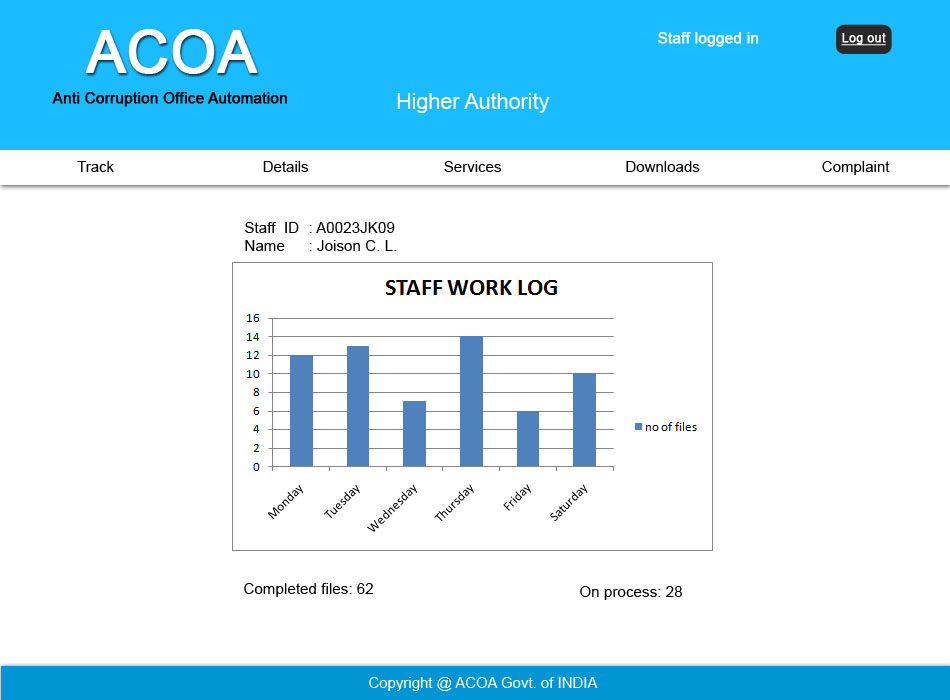 ACOA
Staff logged in
Log out
Anti Corruption Office Automation
Higher Authority
Track Details Services Downloads Complaint
Staff ID : A0023JK09
Name : Joison C. L.
STAFF WORK LOG
16
14
12
10
8
6
4
2
0
no of files
Monday Tuesday Wednesday Thursday Friday Saturday
Completed files: 62
On process: 28
Copyright @ ACOA Govt. of INDIA